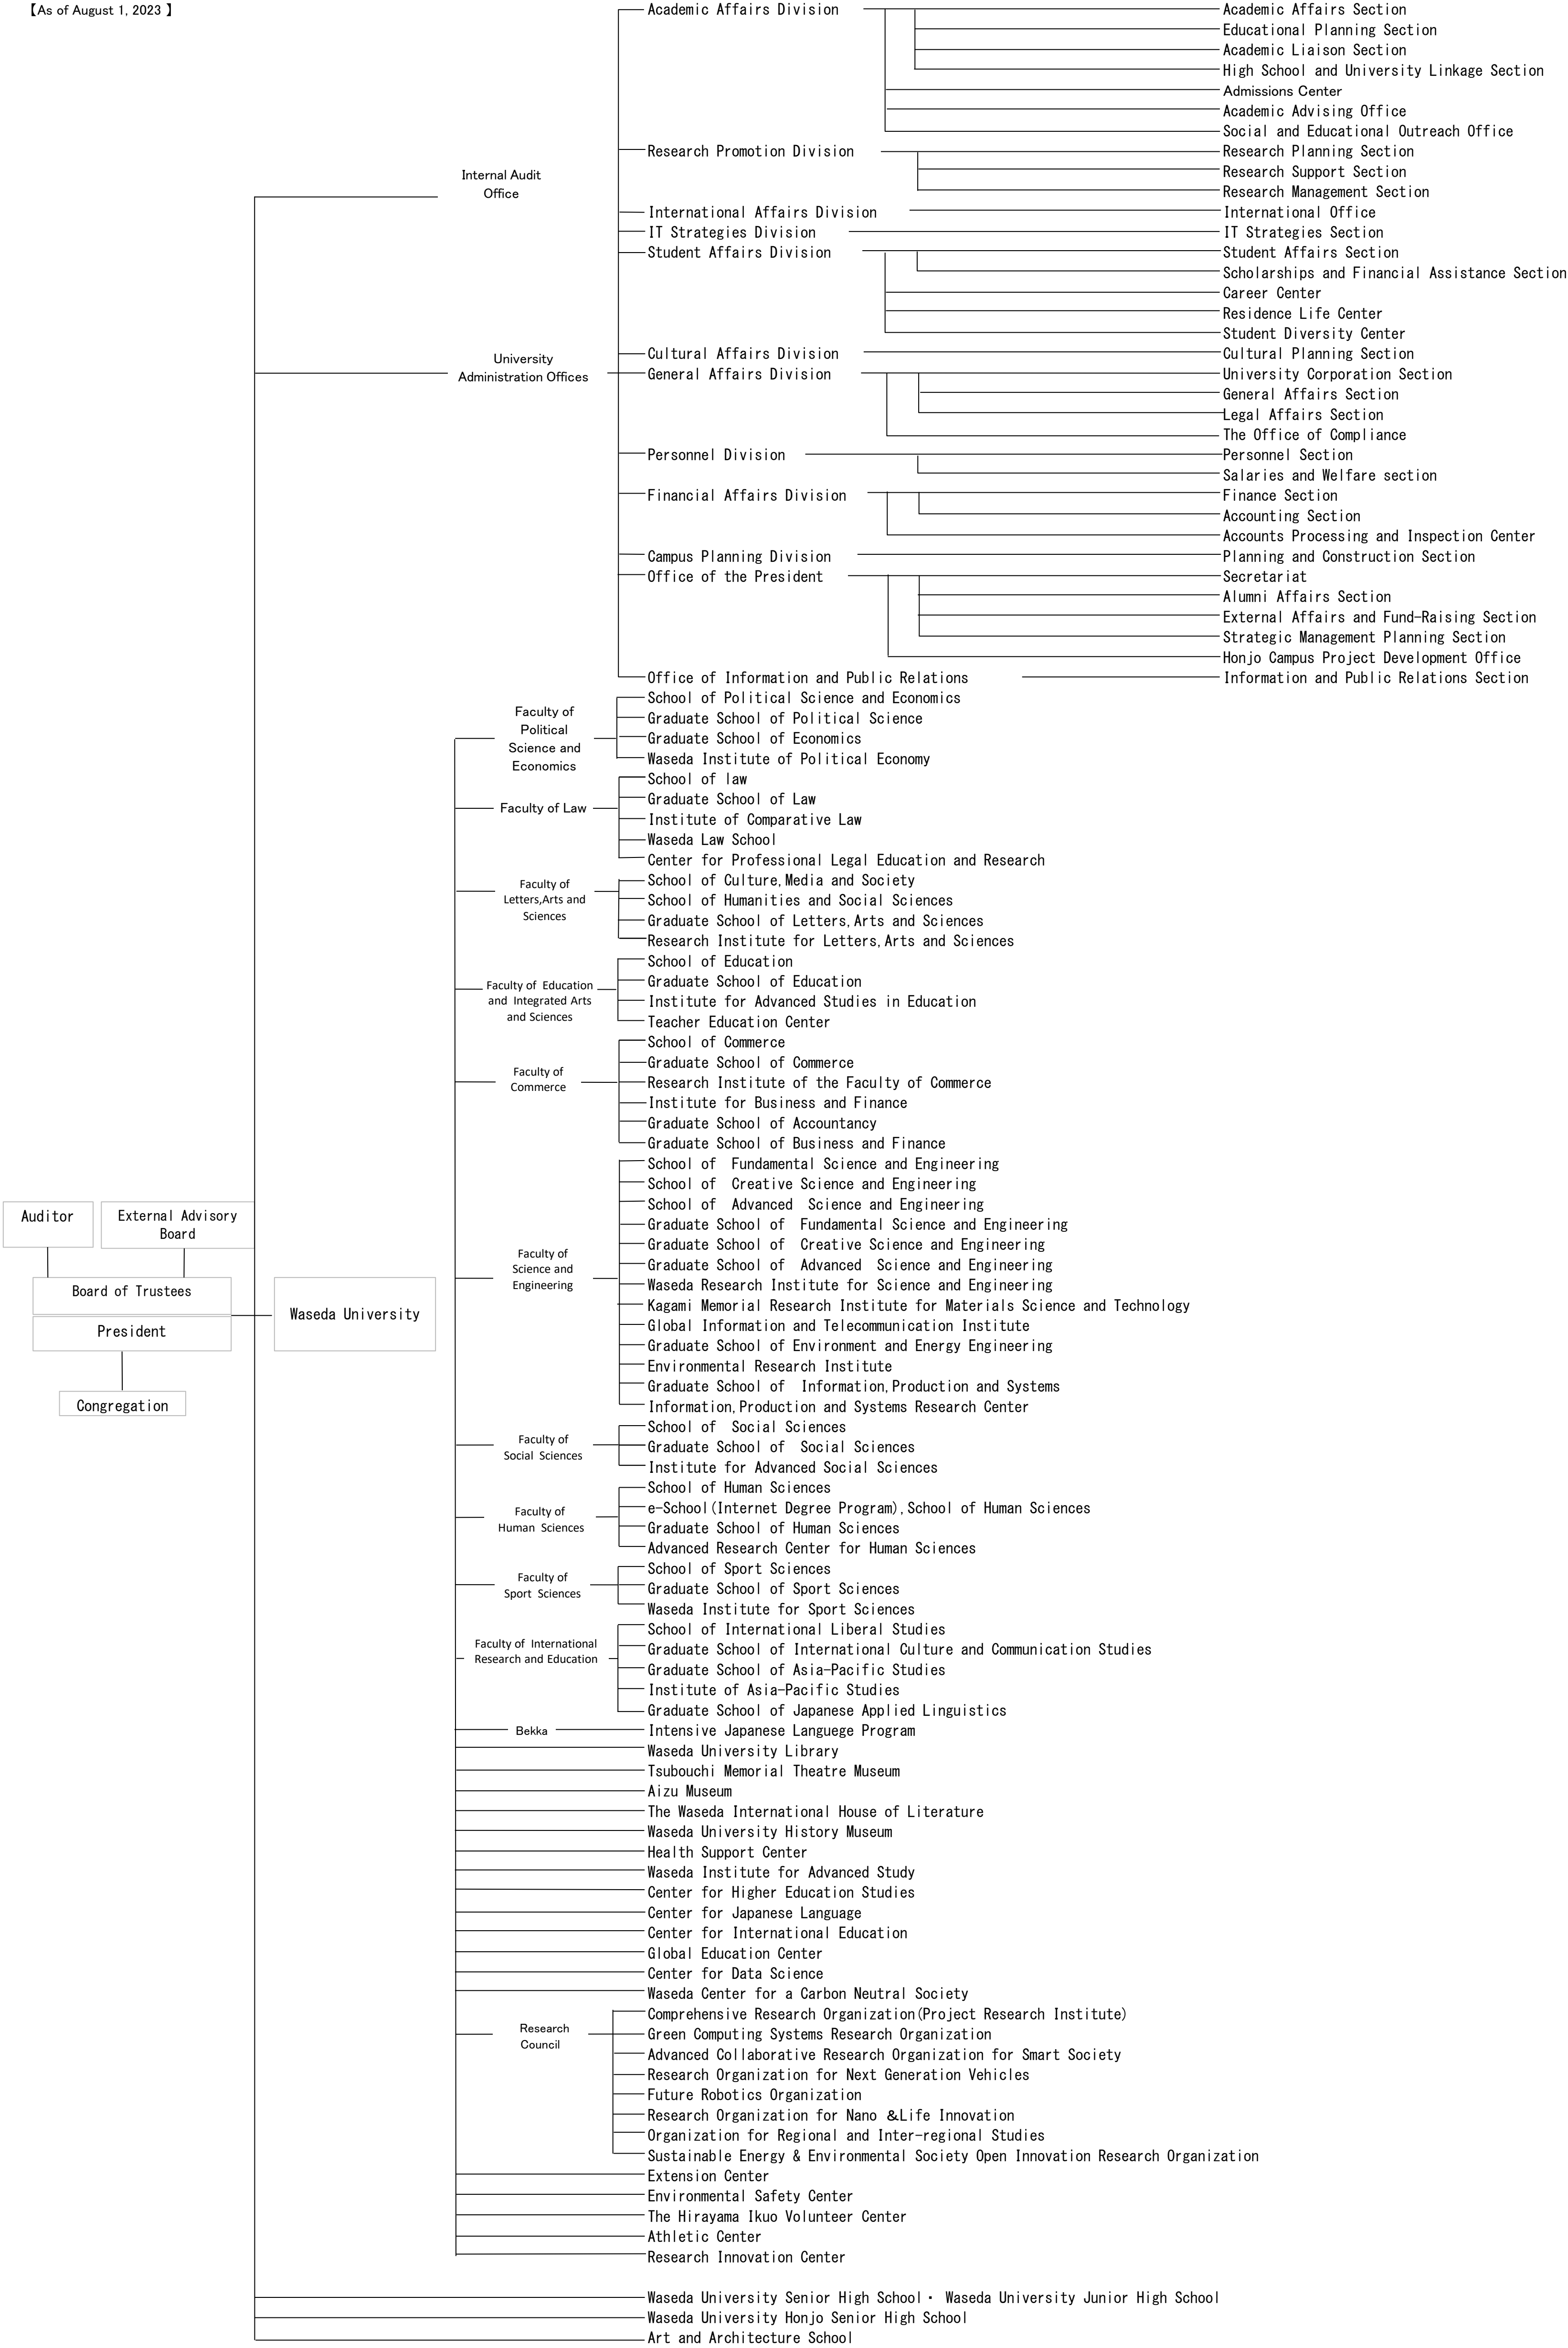 【As of August 1, 2023 】
Academic Affairs Division
Academic Affairs Section
Educational Planning Section
Academic Liaison Section
High School and University Linkage Section
Admissions Center
Academic Advising Office
Social and Educational Outreach Office
Research Promotion Division
Research Planning Section
Research Support Section
Research Management Section
Internal Audit
Office
International Affairs Division
International Office
IT Strategies Division
IT Strategies Section
Student Affairs Division
Student Affairs Section
Scholarships and Financial Assistance Section
Career Center
Residence Life Center
Student Diversity Center
University
Administration Offices
Cultural Affairs Division
Cultural Planning Section
General Affairs Division
University Corporation Section
General Affairs Section
Legal Affairs Section
The Office of Compliance
Personnel Division
Personnel Section
Salaries and Welfare section
Financial Affairs Division
Finance Section
Accounting Section
Accounts Processing and Inspection Center
Campus Planning Division
Planning and Construction Section
Office of the President
Secretariat
Alumni Affairs Section
External Affairs and Fund-Raising Section
Strategic Management Planning Section
Honjo Campus Project Development Office
Office of Information and Public Relations
Information and Public Relations Section
Faculty of
Political
Science and
Economics
School of Political Science and Economics
Graduate School of Political Science
Graduate School of Economics
Waseda Institute of Political Economy
Faculty of Law
School of law
Graduate School of Law
Institute of Comparative Law
Waseda Law School
Center for Professional Legal Education and Research
Faculty of
Letters,Arts and
Sciences
School of Culture,Media and Society
School of Humanities and Social Sciences
Graduate School of Letters,Arts and Sciences
Research Institute for Letters,Arts and Sciences
Faculty of Education
and Integrated Arts
and Sciences
School of Education
Graduate School of Education
Institute for Advanced Studies in Education
Teacher Education Center
Faculty of
Commerce
School of Commerce
Graduate School of Commerce
Research Institute of the Faculty of Commerce
Institute for Business and Finance
Graduate School of Accountancy
Graduate School of Business and Finance
Auditor
External Advisory
Board
Board of Trustees
President
Congregation
Waseda University
Faculty of
Science and
Engineering
School of Fundamental Science and Engineering
School of Creative Science and Engineering
School of Advanced Science and Engineering
Graduate School of Fundamental Science and Engineering
Graduate School of Creative Science and Engineering
Graduate School of Advanced Science and Engineering
Waseda Research Institute for Science and Engineering
Kagami Memorial Research Institute for Materials Science and Technology
Global Information and Telecommunication Institute
Graduate School of Environment and Energy Engineering
Environmental Research Institute
Graduate School of Information,Production and Systems
Information,Production and Systems Research Center
Faculty of
Social Sciences
School of Social Sciences
Graduate School of Social Sciences
Institute for Advanced Social Sciences
Faculty of
Human Sciences
School of Human Sciences
e-School(Internet Degree Program),School of Human Sciences
Graduate School of Human Sciences
Advanced Research Center for Human Sciences
Faculty of
Sport Sciences
School of Sport Sciences
Graduate School of Sport Sciences
Waseda Institute for Sport Sciences
Faculty of International
Research and Education
School of International Liberal Studies
Graduate School of International Culture and Communication Studies
Graduate School of Asia-Pacific Studies
Institute of Asia-Pacific Studies
Graduate School of Japanese Applied Linguistics
Bekka
Intensive Japanese Languege Program
Waseda University Library
Tsubouchi Memorial Theatre Museum
Aizu Museum
The Waseda International House of Literature
Waseda University History Museum
Health Support Center
Waseda Institute for Advanced Study
Center for Higher Education Studies
Center for Japanese Language
Center for International Education
Global Education Center
Center for Data Science
Waseda Center for a Carbon Neutral Society
Research
Council
Comprehensive Research Organization(Project Research Institute)
Green Computing Systems Research Organization
Advanced Collaborative Research Organization for Smart Society
Research Organization for Next Generation Vehicles
Future Robotics Organization
Research Organization for Nano ＆Life Innovation
Organization for Regional and Inter-regional Studies
Sustainable Energy & Environmental Society Open Innovation Research Organization
Extension Center
Environmental Safety Center
The Hirayama Ikuo Volunteer Center
Athletic Center
Research Innovation Center
Waseda University Senior High School・ Waseda University Junior High School
Waseda University Honjo Senior High School
Art and Architecture School